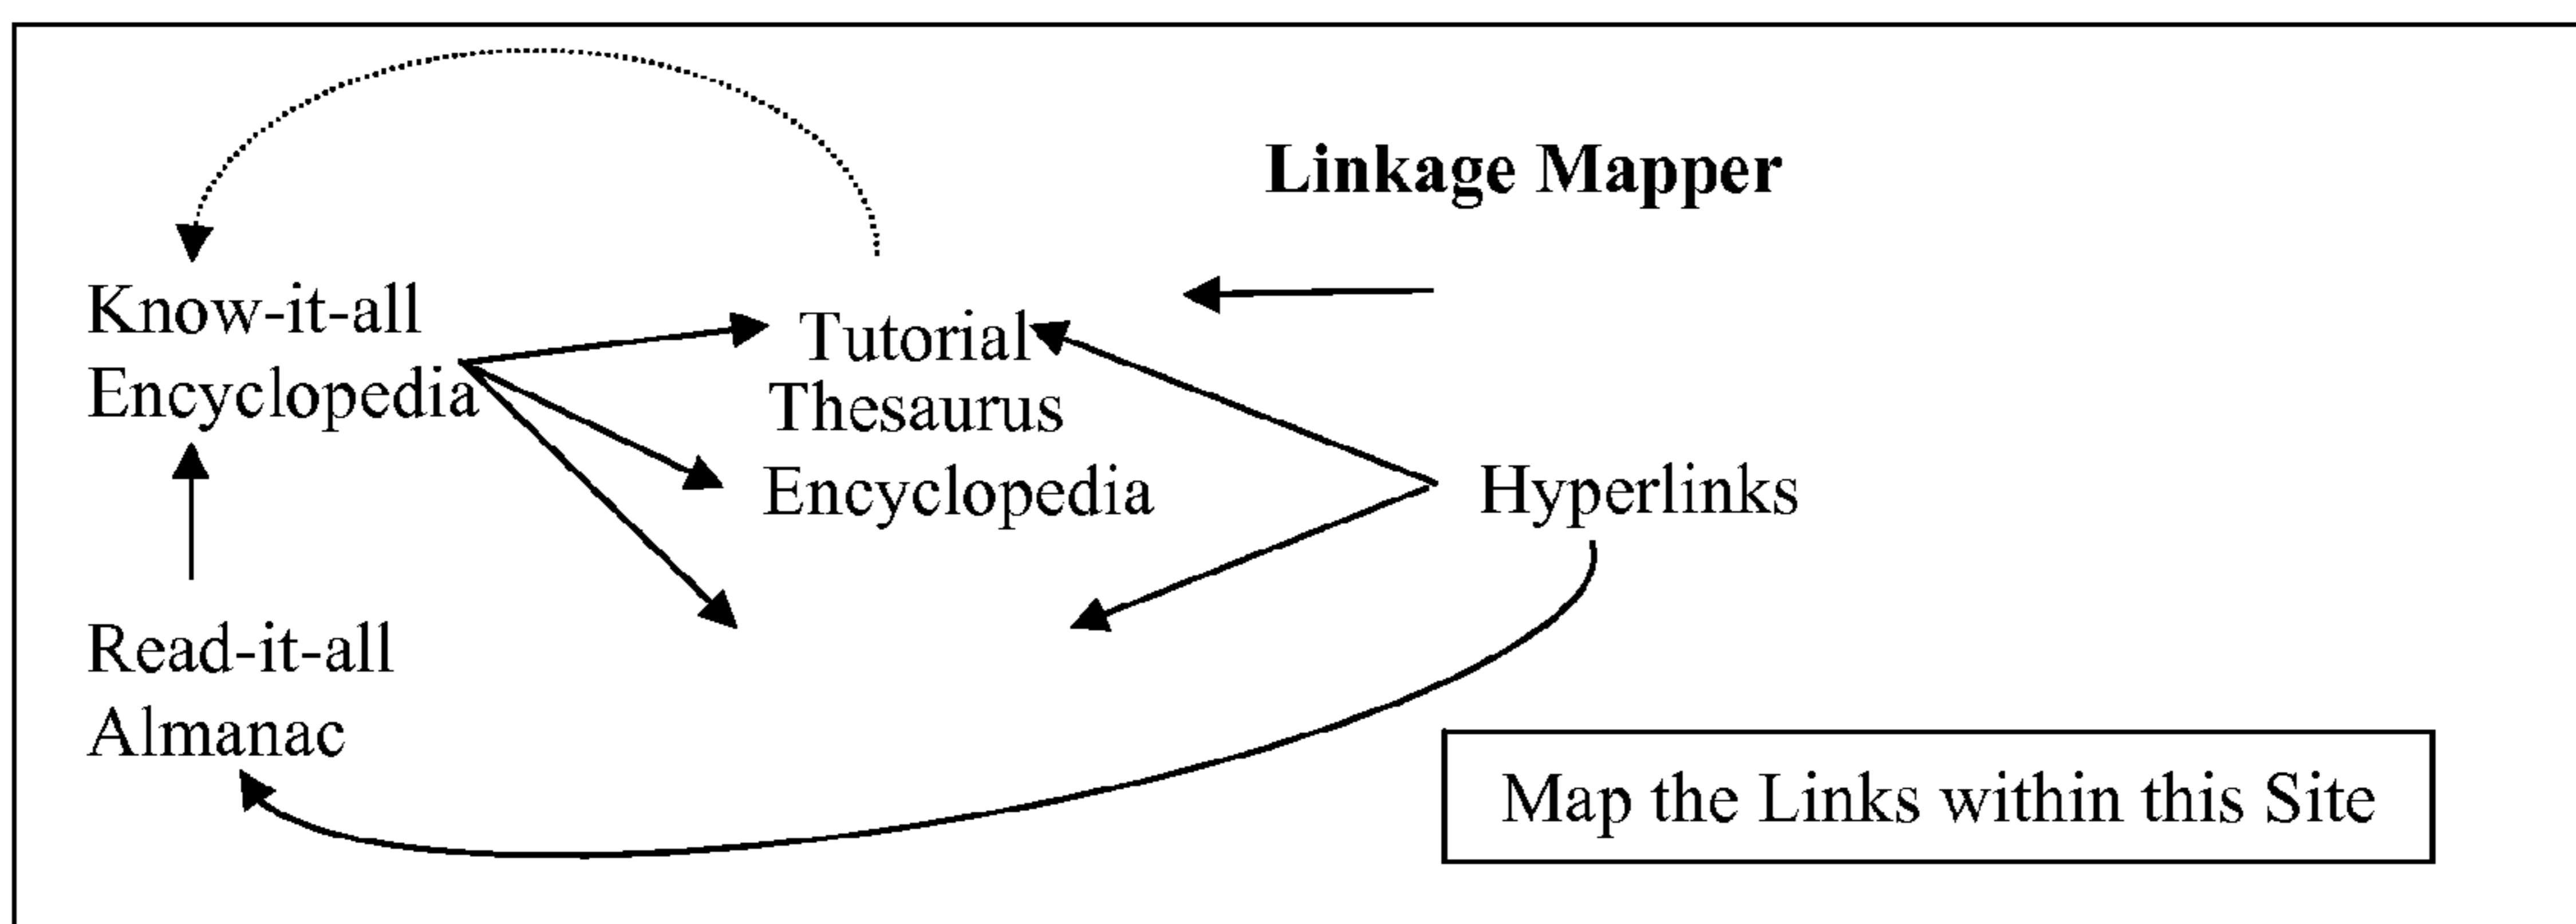 Linkage Mapper
Know-it-all
Encyclopedia
Tutorial
Thesaurus
Encyclopedia
Hyperlinks
Read-it-all
Almanac
Map the Links within this Site